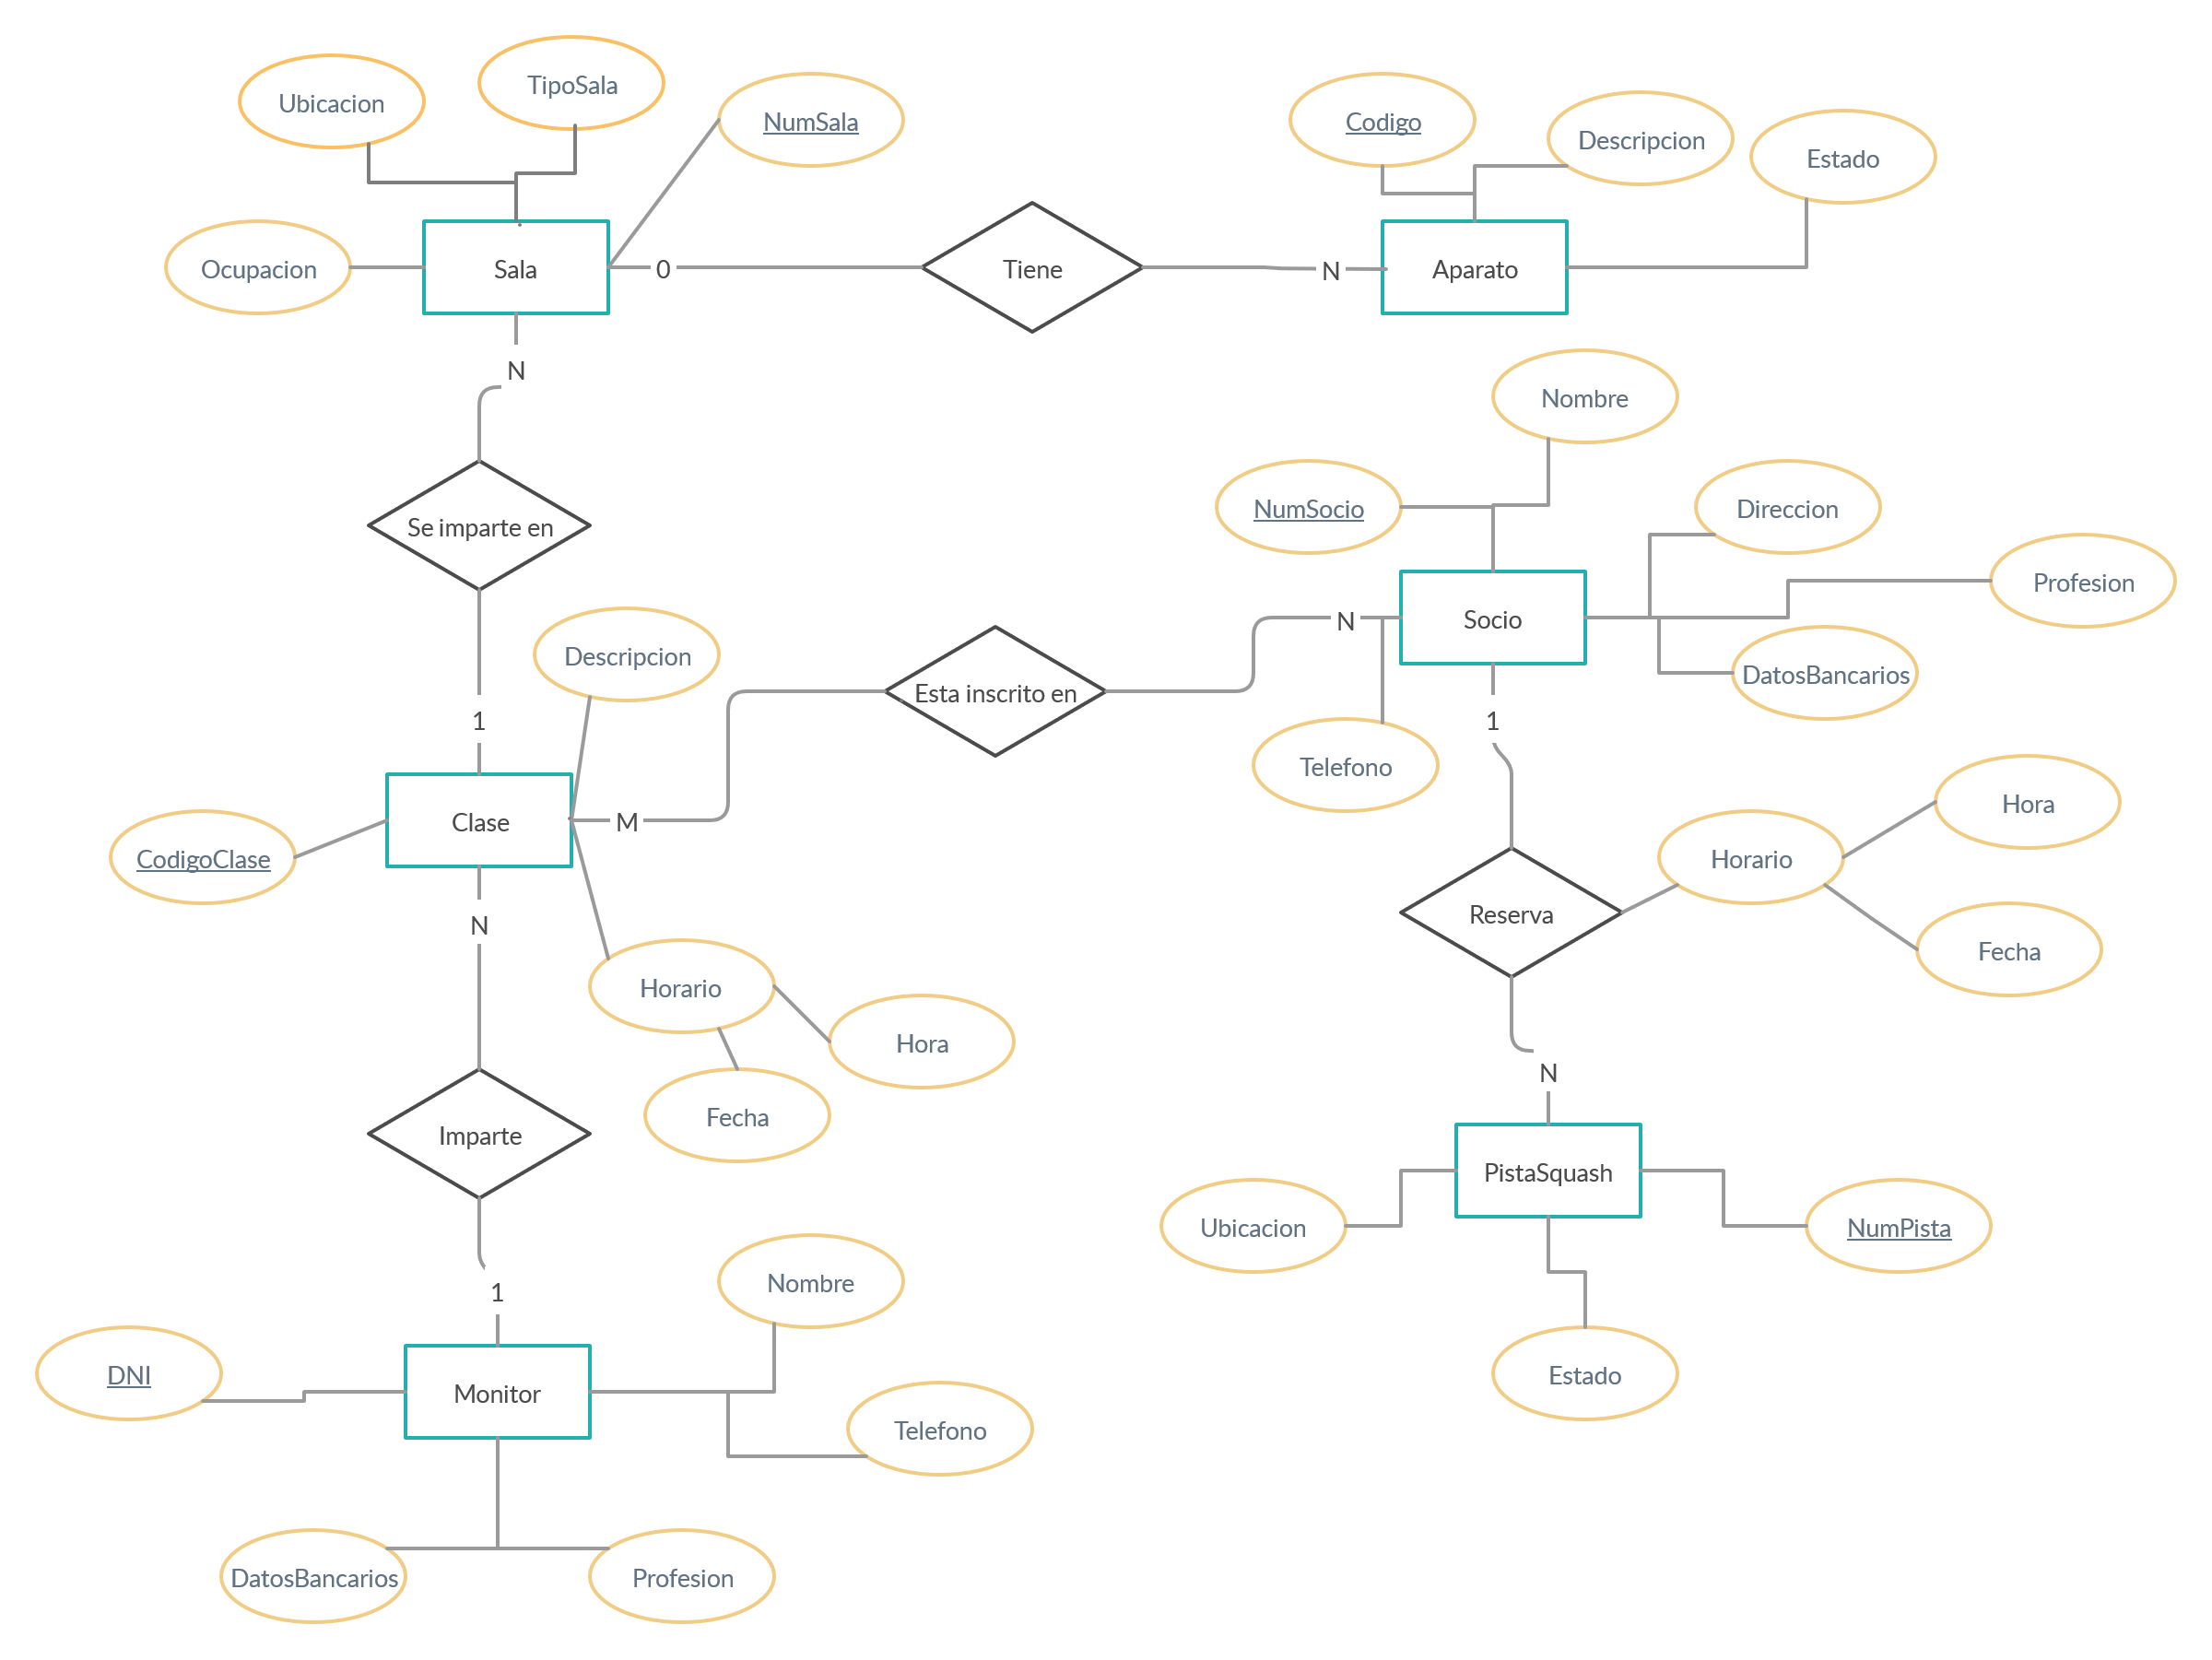 TipoSala
Ubicacion
NumSala
Codigo
Descripcion
Estado
Ocupacion
Sala
0
Tiene
N
Aparato
N
Nombre
NumSocio
Direccion
Se imparte en
Profesion
Socio
N
Descripcion
DatosBancarios
Esta inscrito en
1
1
Telefono
Hora
Clase
M
CodigoClase
Horario
Reserva
N
Fecha
Horario
Hora
N
Fecha
Imparte
PistaSquash
Ubicacion
NumPista
Nombre
1
DNI
Estado
Monitor
Telefono
DatosBancarios
Profesion